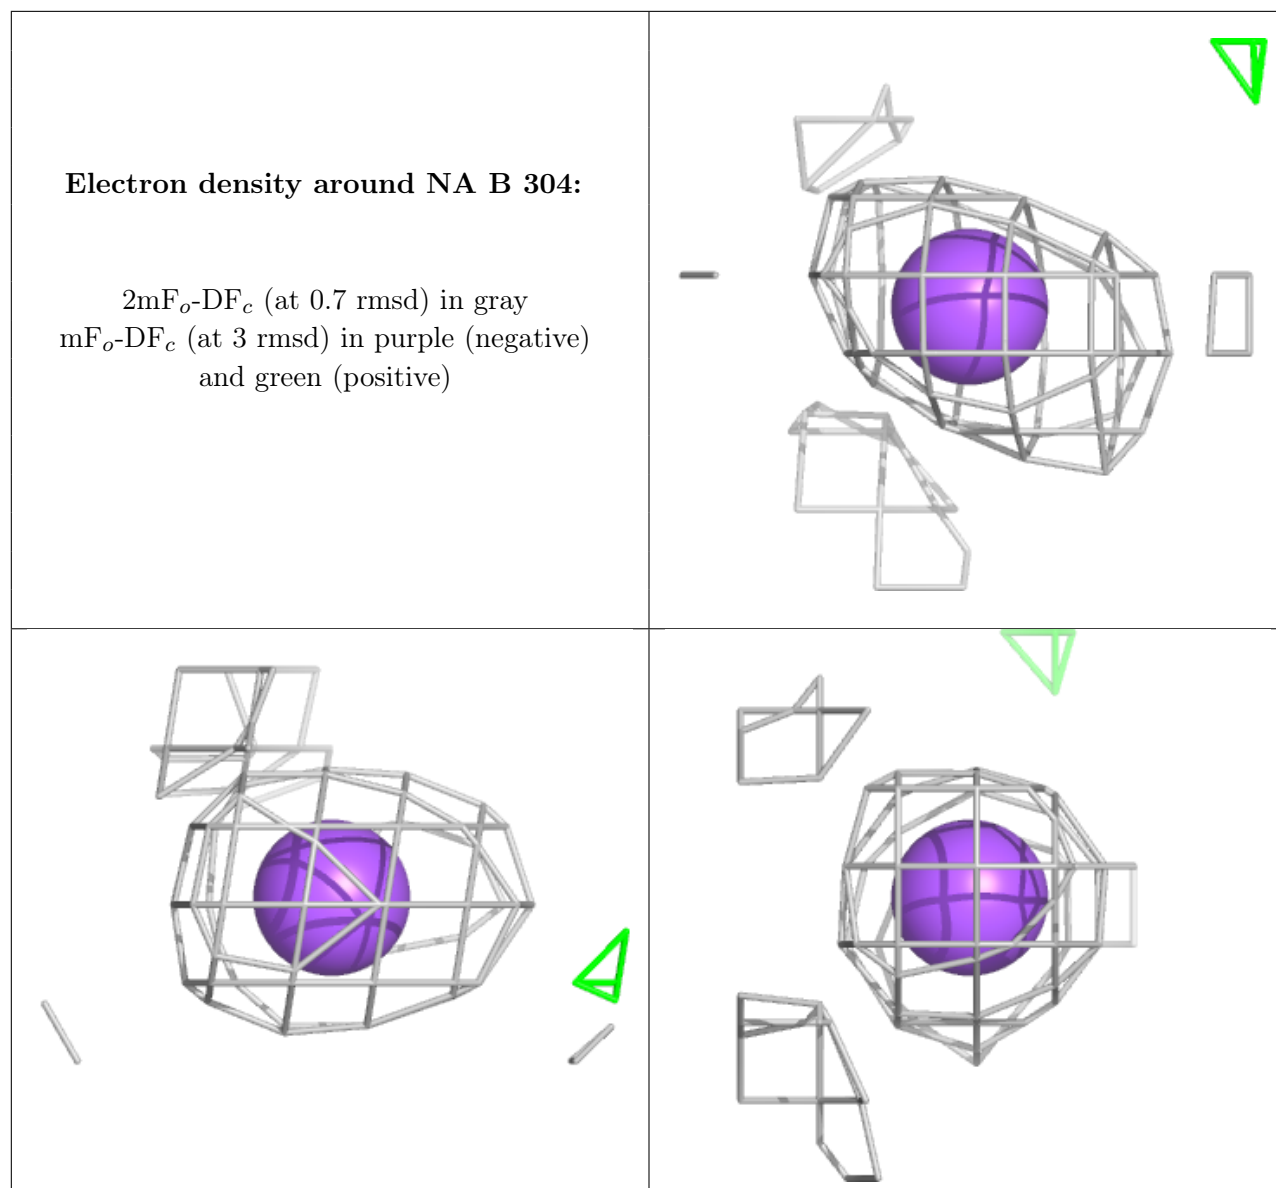 Electron density around NA B 304:
2mFo-DFc (at 0.7 rmsd) in gray
mFo-DFc (at 3 rmsd) in purple (negative)
and green (positive)